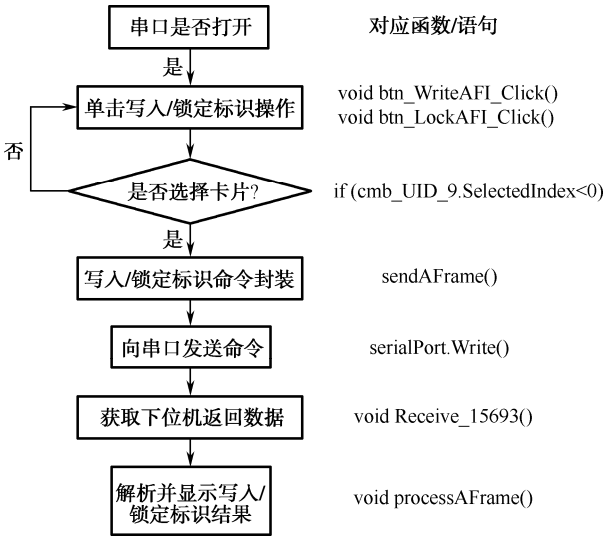 串口是否打开
对应函数/语句
是
单击写入/锁定标识操作
void btn_WriteAFI_Click()
void btn_LockAFI_Click()
否
是否选择卡片?
if (cmb_UID_9.SelectedIndex<0)
是
写入/锁定标识命令封装
sendAFrame()
向串口发送命令
serialPort.Write()
获取下位机返回数据
void Receive_15693()
解析并显示写入/
锁定标识结果
void processAFrame()